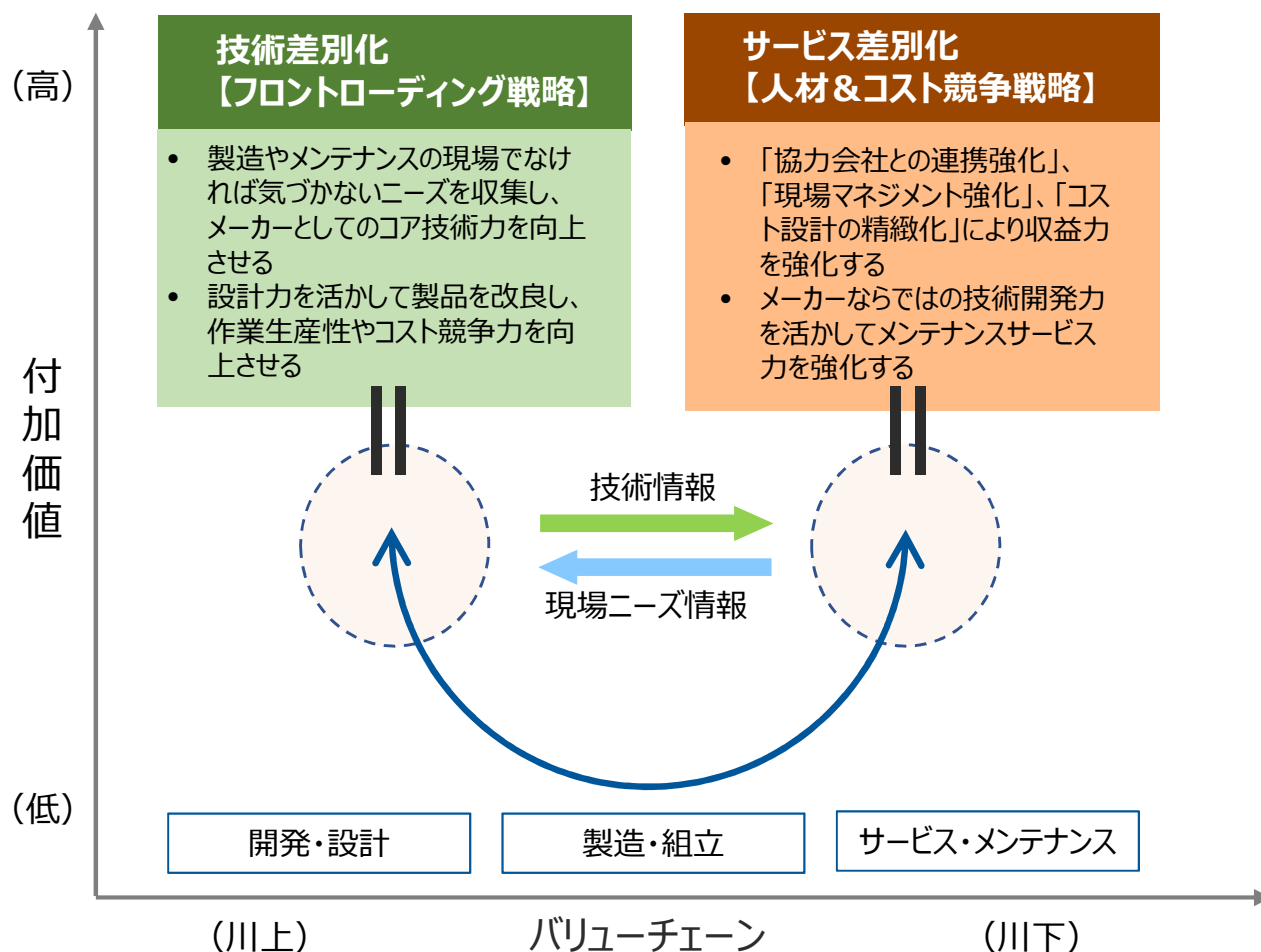 技術差別化
【フロントローディング戦略】
• 製造やメンテナンスの現場でなけ
れば気づかないニーズを収集し、
メーカーとしてのコア技術力を向上
させる
• 設計力を活かして製品を改良し、
作業生産性やコスト競争力を向
上させる
サービス差別化
【人材&コスト競争戦略】
• 「協力会社との連携強化」、
「現場マネジメント強化」、「コス
ト設計の精緻化」により収益力
を強化する
• メーカーならではの技術開発力
を活かしてメンテナンスサービス
力を強化する
(高)
付加価値
(低)
技術情報
現場ニーズ情報
開発・設計
製造・組立
サービス・メンテナンス
(川上)
バリューチェーン
(川下)